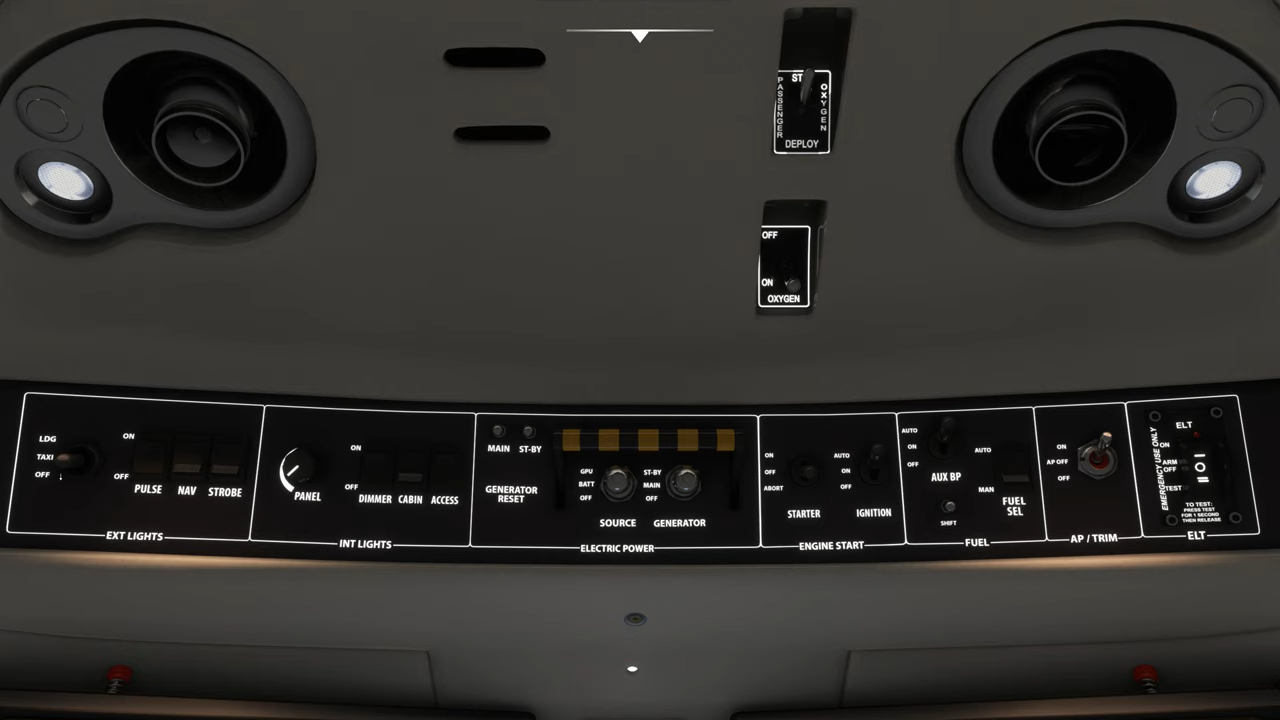 ST
PASSENGER
OXYGEN
DEPLOY
OFF
ON
OXYGEN
LDG
TAXI
OFF
ON
OFF
PULSE
NAV
STROBE
EXT LIGHTS
PANEL
ON
OFF
DIMMER
CABIN
ACCESS
INT LIGHTS
MAIN
ST-BY
GENERATOR
RESET
GPU
BATT
OFF
SOURCE
ST-BY
MAIN
OFF
GENERATOR
ELECTRIC POWER
ON
OFF
ABORT
STARTER
AUTO
ON
OFF
IGNITION
ENGINE START
AUTO
ON
OFF
AUX BP
SHIFT
AUTO
MAN
FUEL
SEL
FUEL
ON
AP OFF
OFF
AP / TRIM
ELT
EMERGENCY USE ONLY
ON
ARM
OFF
TEST
TO TEST:
PRESS TEST
FOR 1 SECOND
THEN RELEASE
ELT